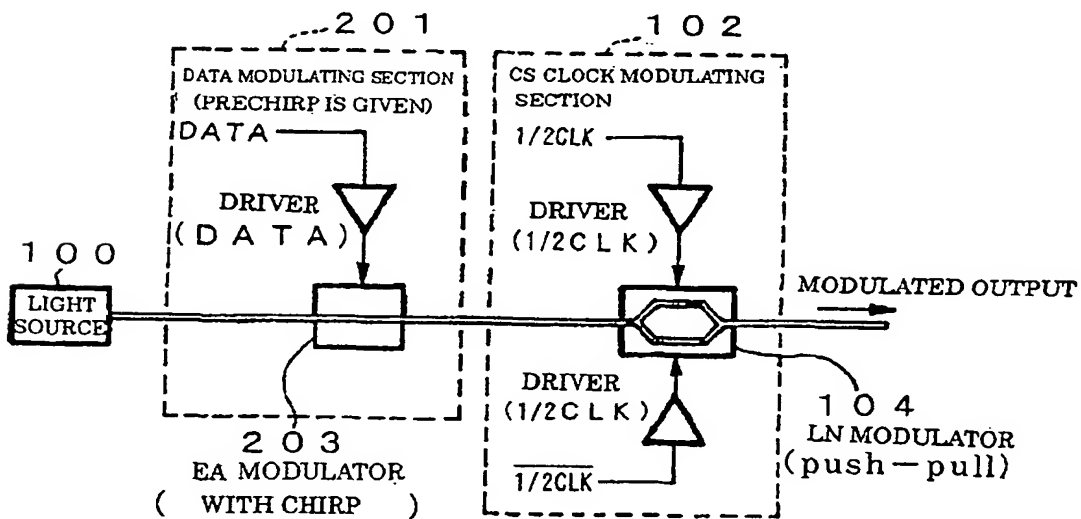 201
102
DATA MODULATING SECTION
(PRECHIRP IS GIVEN)
DATA
DRIVER
(DATA)
CS CLOCK MODULATING
SECTION
1/2CLK
DRIVER
(1/2CLK)
100
LIGHT
SOURCE
MODULATED OUTPUT
DRIVER
(1/2CLK)
1/2CLK
203
EA MODULATOR
( WITH CHIRP )
104
LN MODULATOR
(push-pull)